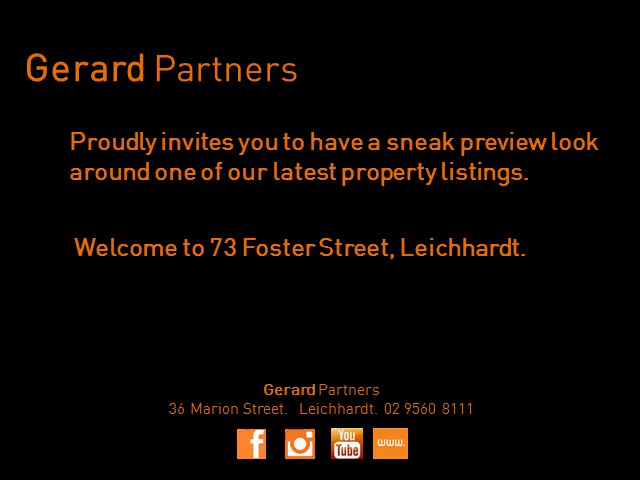 Gerard Partners
Proudly invites you to have a sneak preview look
around one of our latest property listings.
Welcome to 73 Foster Street, Leichhardt.
Gerard Partners
36 Marion Street. Leichhardt. 02 9560 8111
f You Tube www.